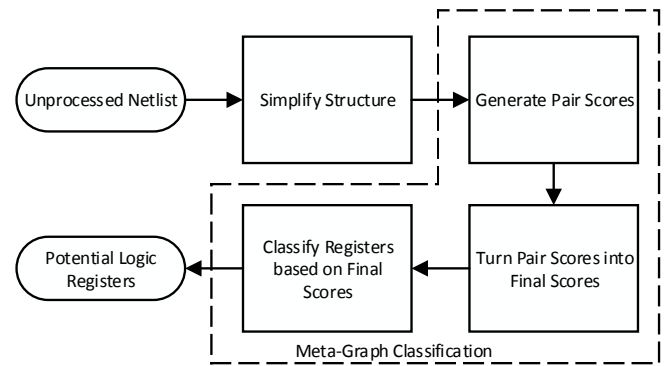 Unprocessed Netlist
Simplify Structure
Generate Pair Scores
Turn Pair Scores into
Final Scores
Classify Registers
based on Final
Scores
Potential Logic
Registers
Meta-Graph Classification